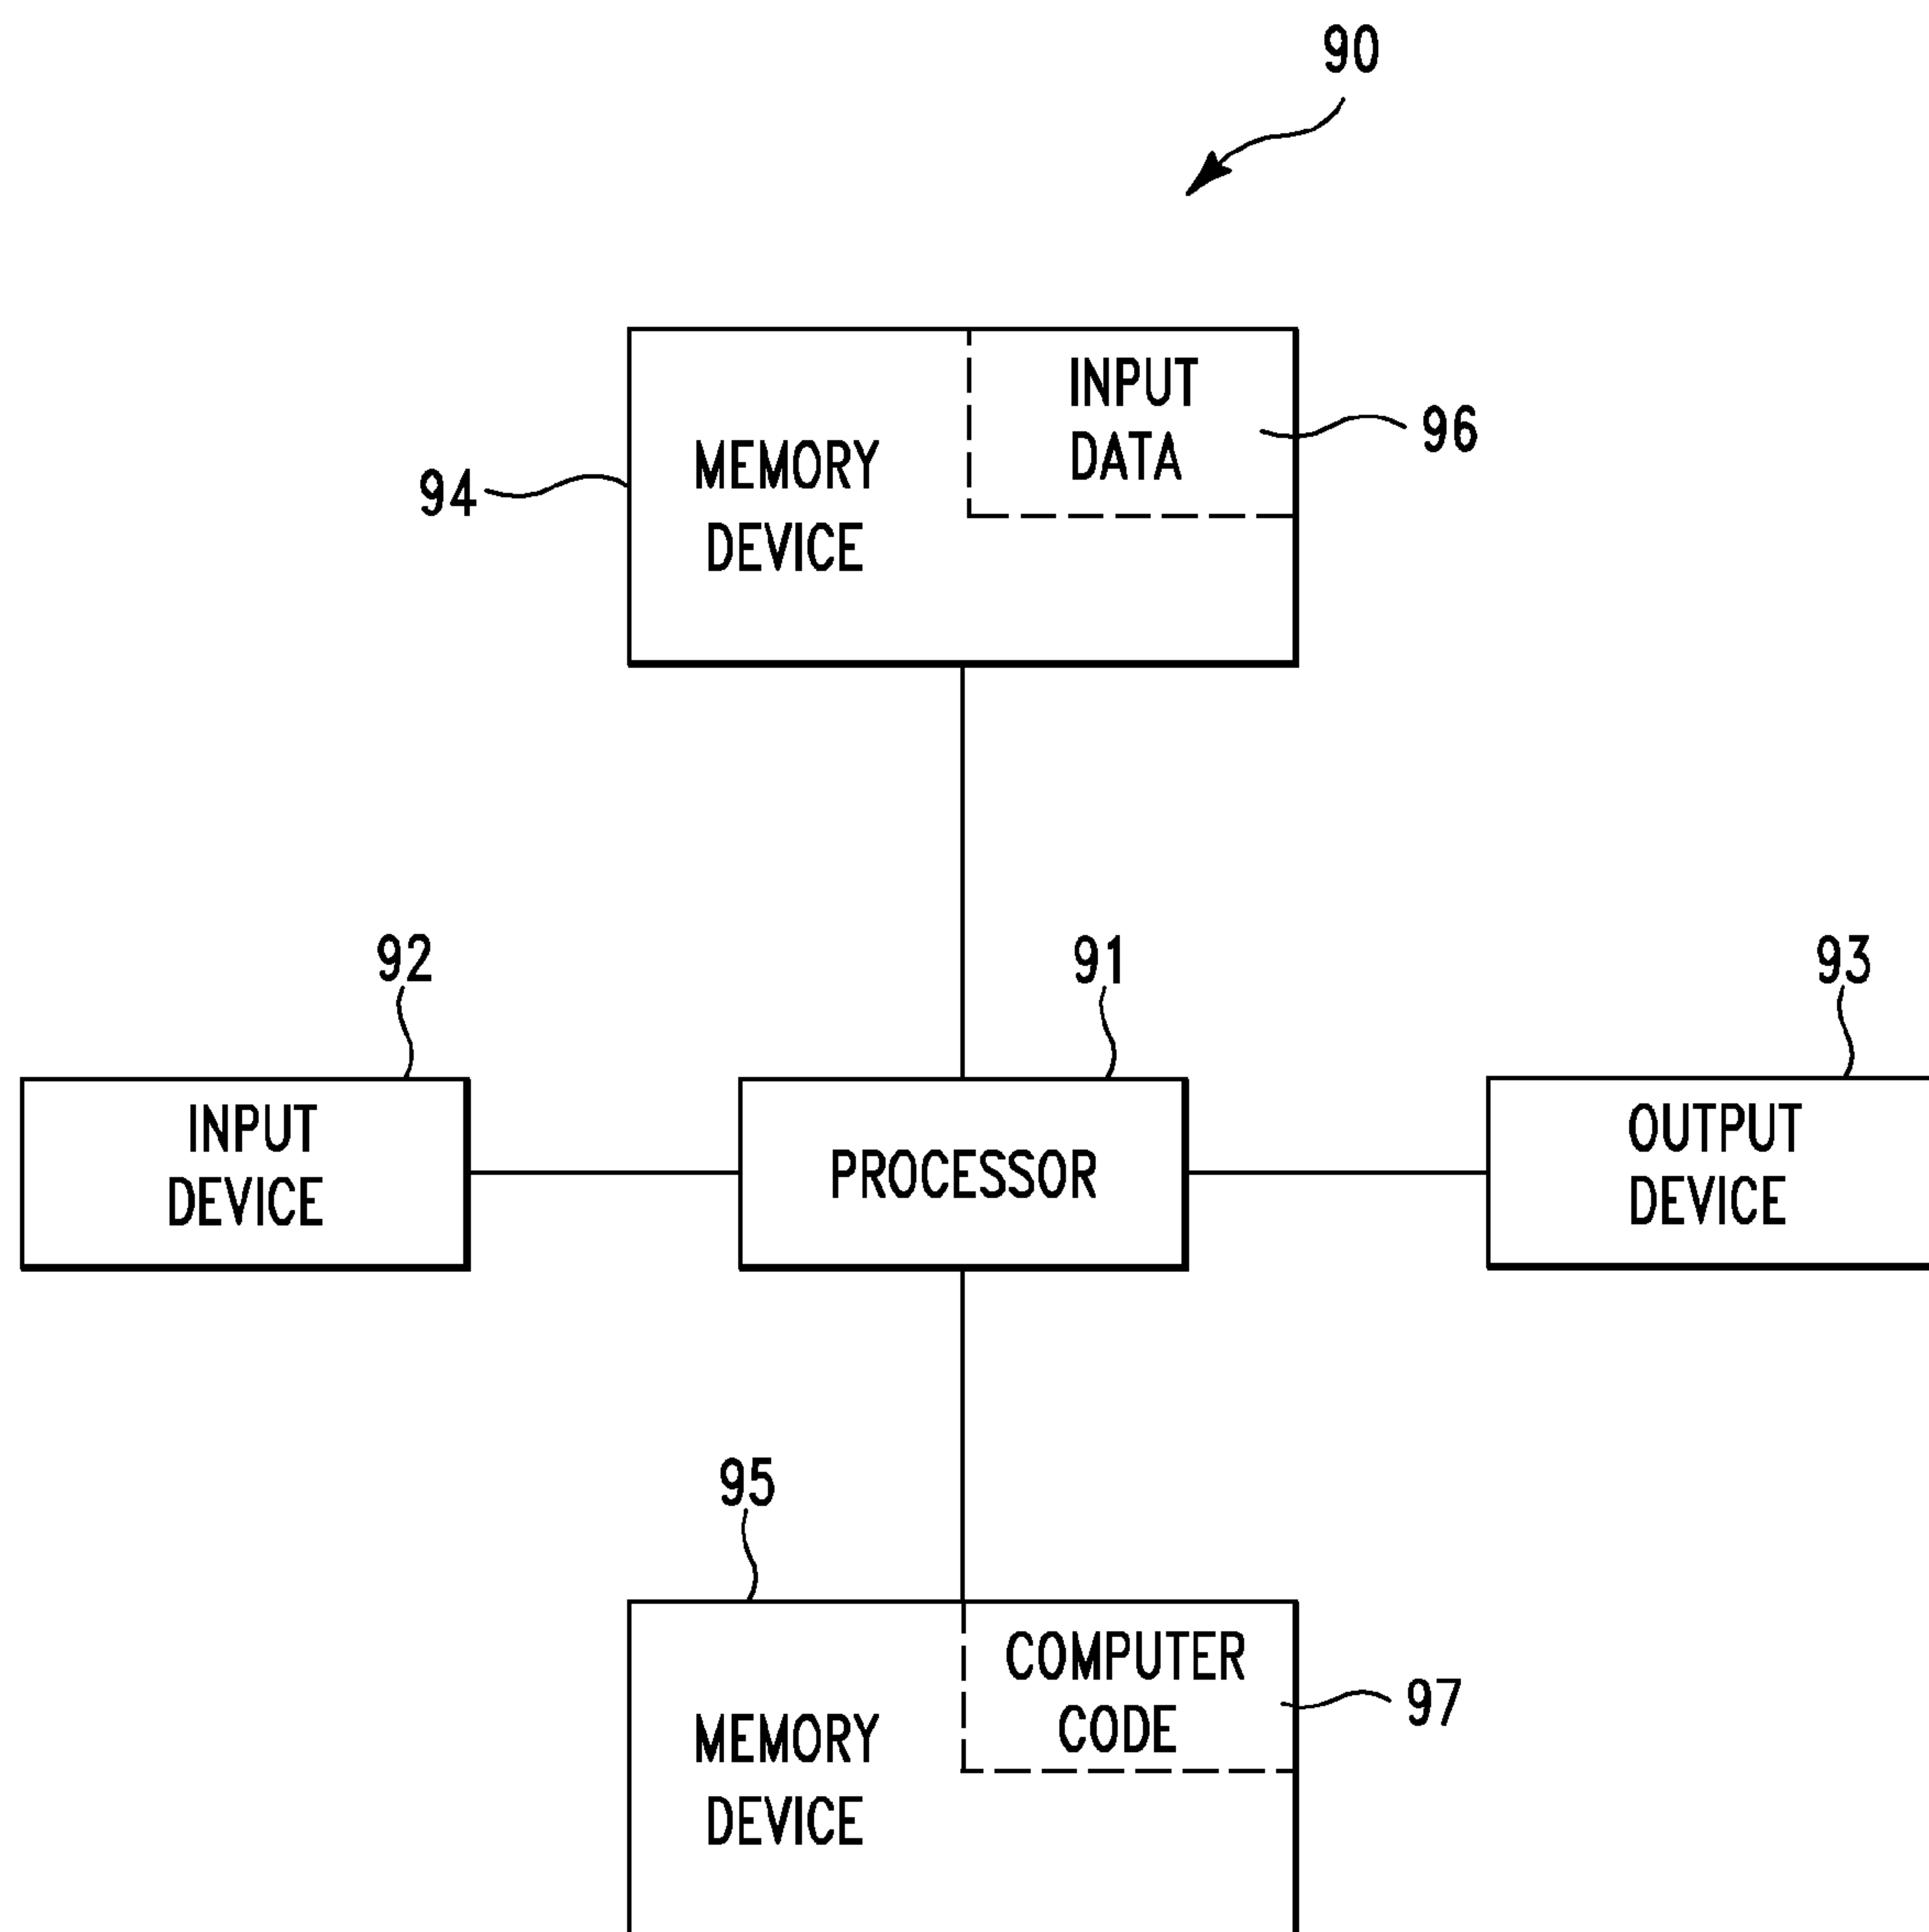 90
INPUT
DATA
96
MEMORY
DEVICE
94
92
91
93
INPUT
DEVICE
PROCESSOR
OUTPUT
DEVICE
95
COMPUTER
CODE
97
MEMORY
DEVICE